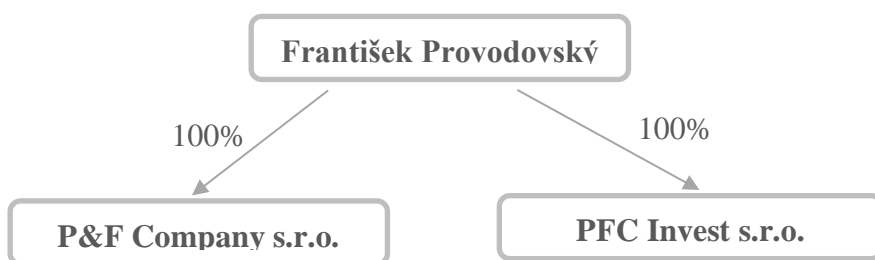 František Provodovský
100%
100%
P&F Company s.r.o.
PFC Invest s.r.o.